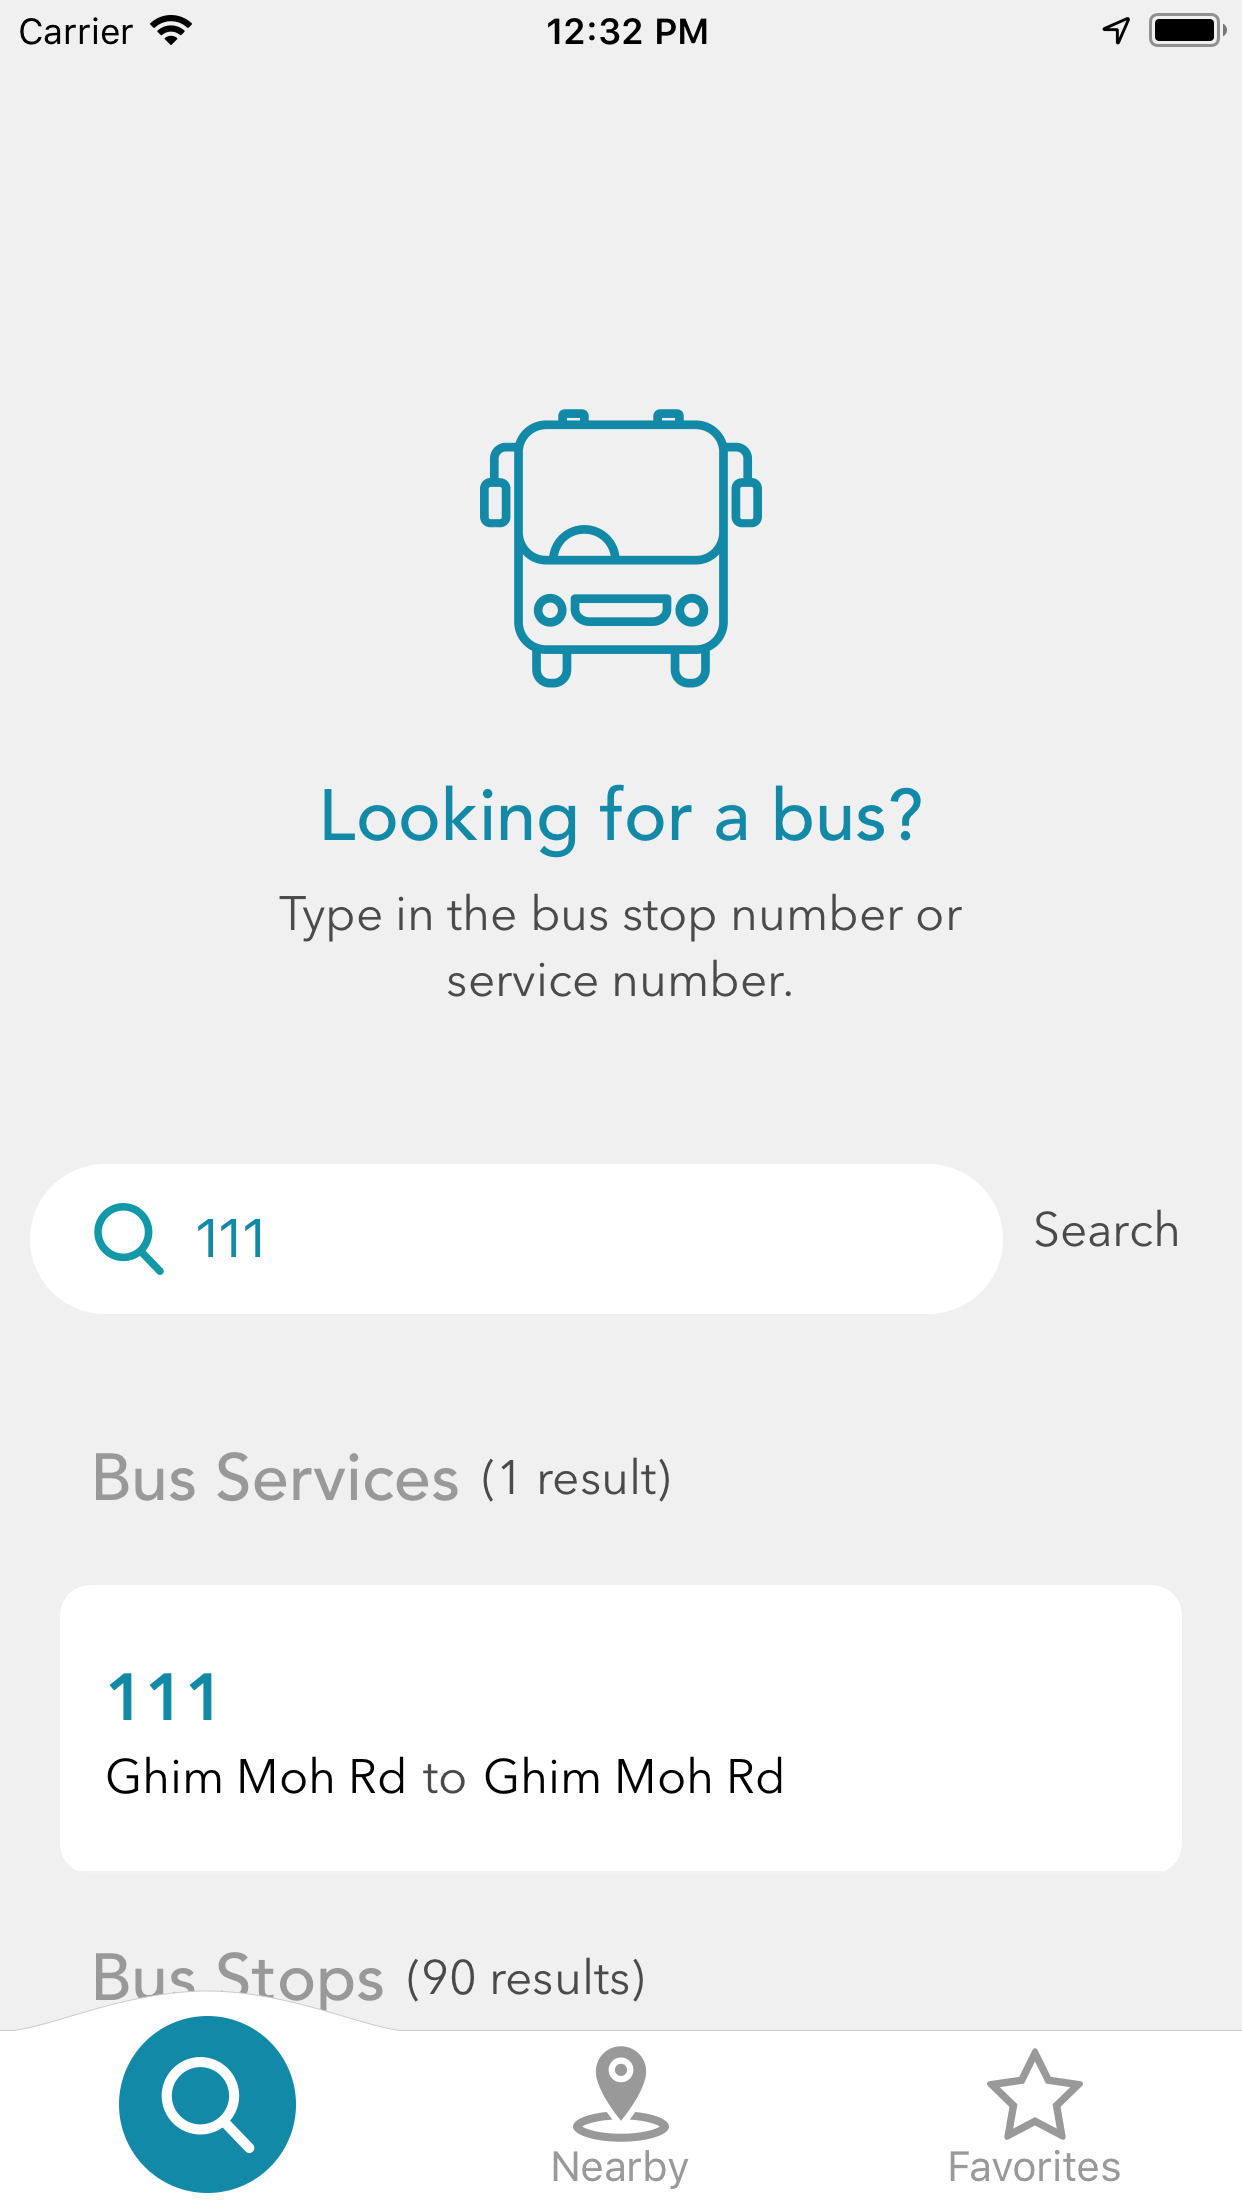 Carrier 12:32 PM
Looking for a bus?
Type in the bus stop number or
service number.
111 Search
Bus Services (1 result)
111
Ghim Moh Rd to Ghim Moh Rd
Bus Stops (90 results)
Nearby Favorites